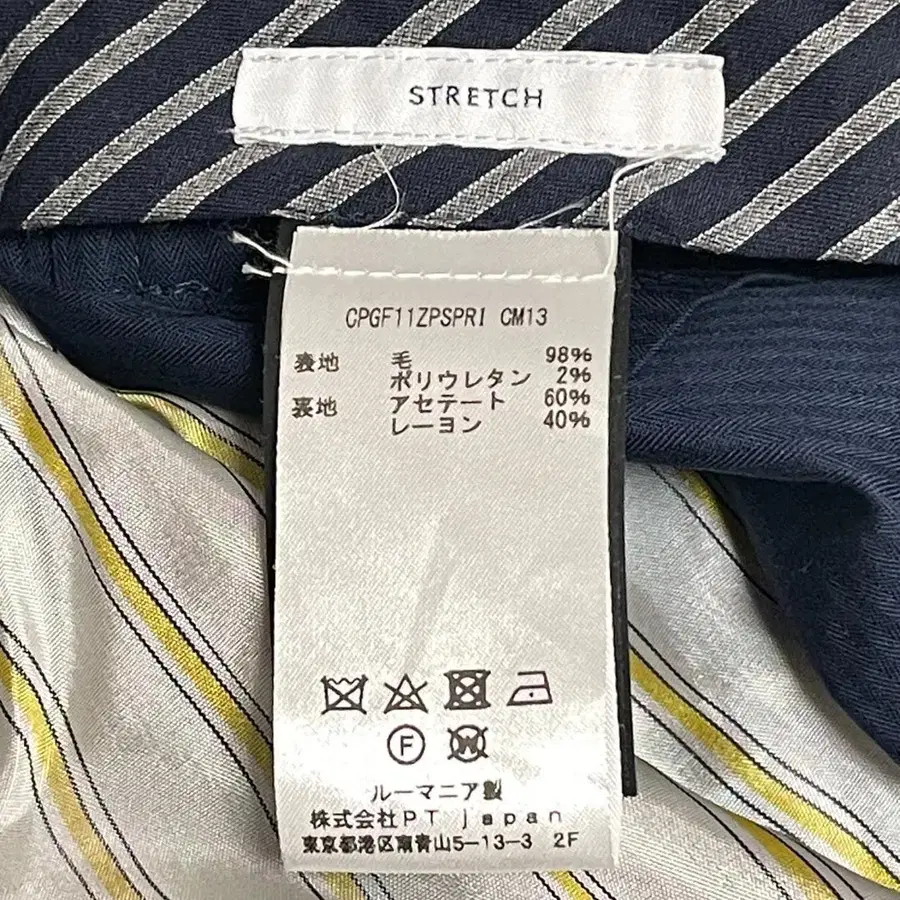 STRETCH
CPGF11ZPSPRI CM13
表地 毛 98%
ポリウレタン 2%
裏地 アセテート 60%
レーヨン 40%
F W
ルーマニア製
株式会社PT japan
東京都港区南青山5-13-3 2F